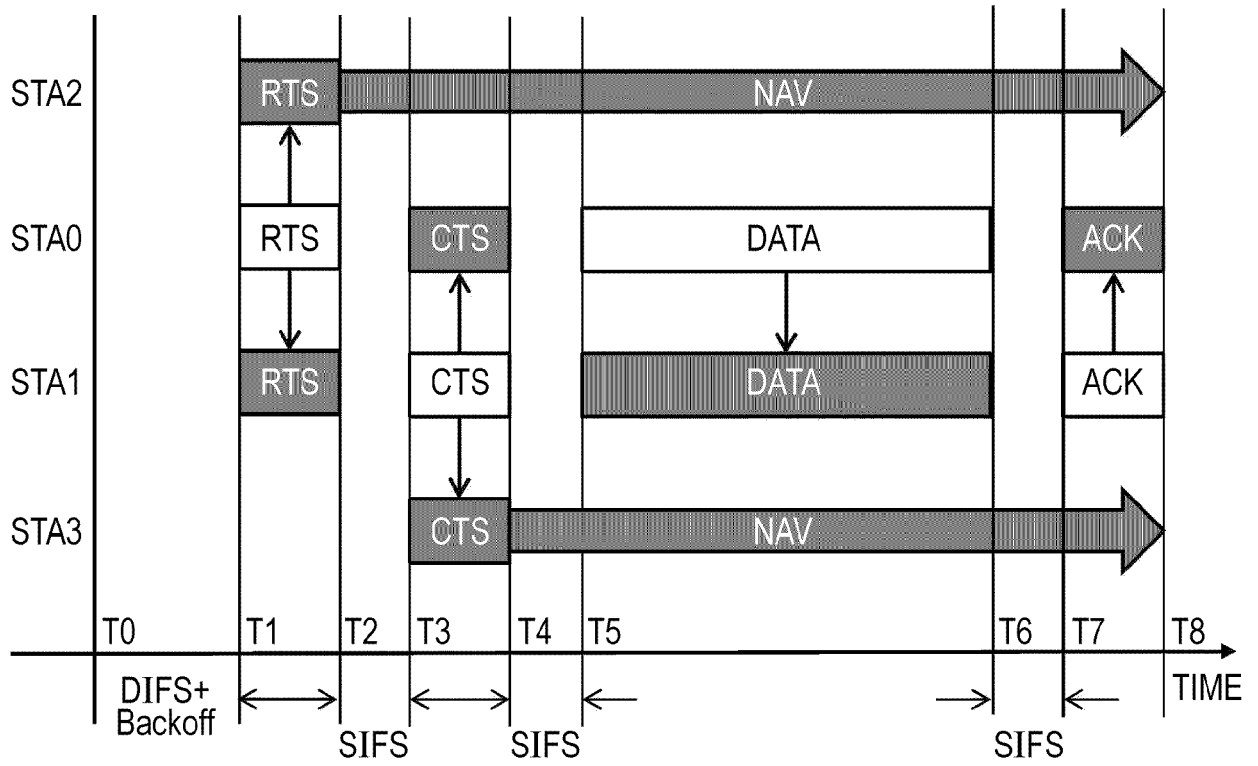 STA2
RTS
NAV
STA0
RTS
CTS
DATA
ACK
STA1
RTS
CTS
DATA
ACK
STA3
CTS
NAV
T0
T1
T2
T3
T4
T5
T6
T7
T8
DIFS+
Backoff
TIME
SIFS
SIFS
SIFS